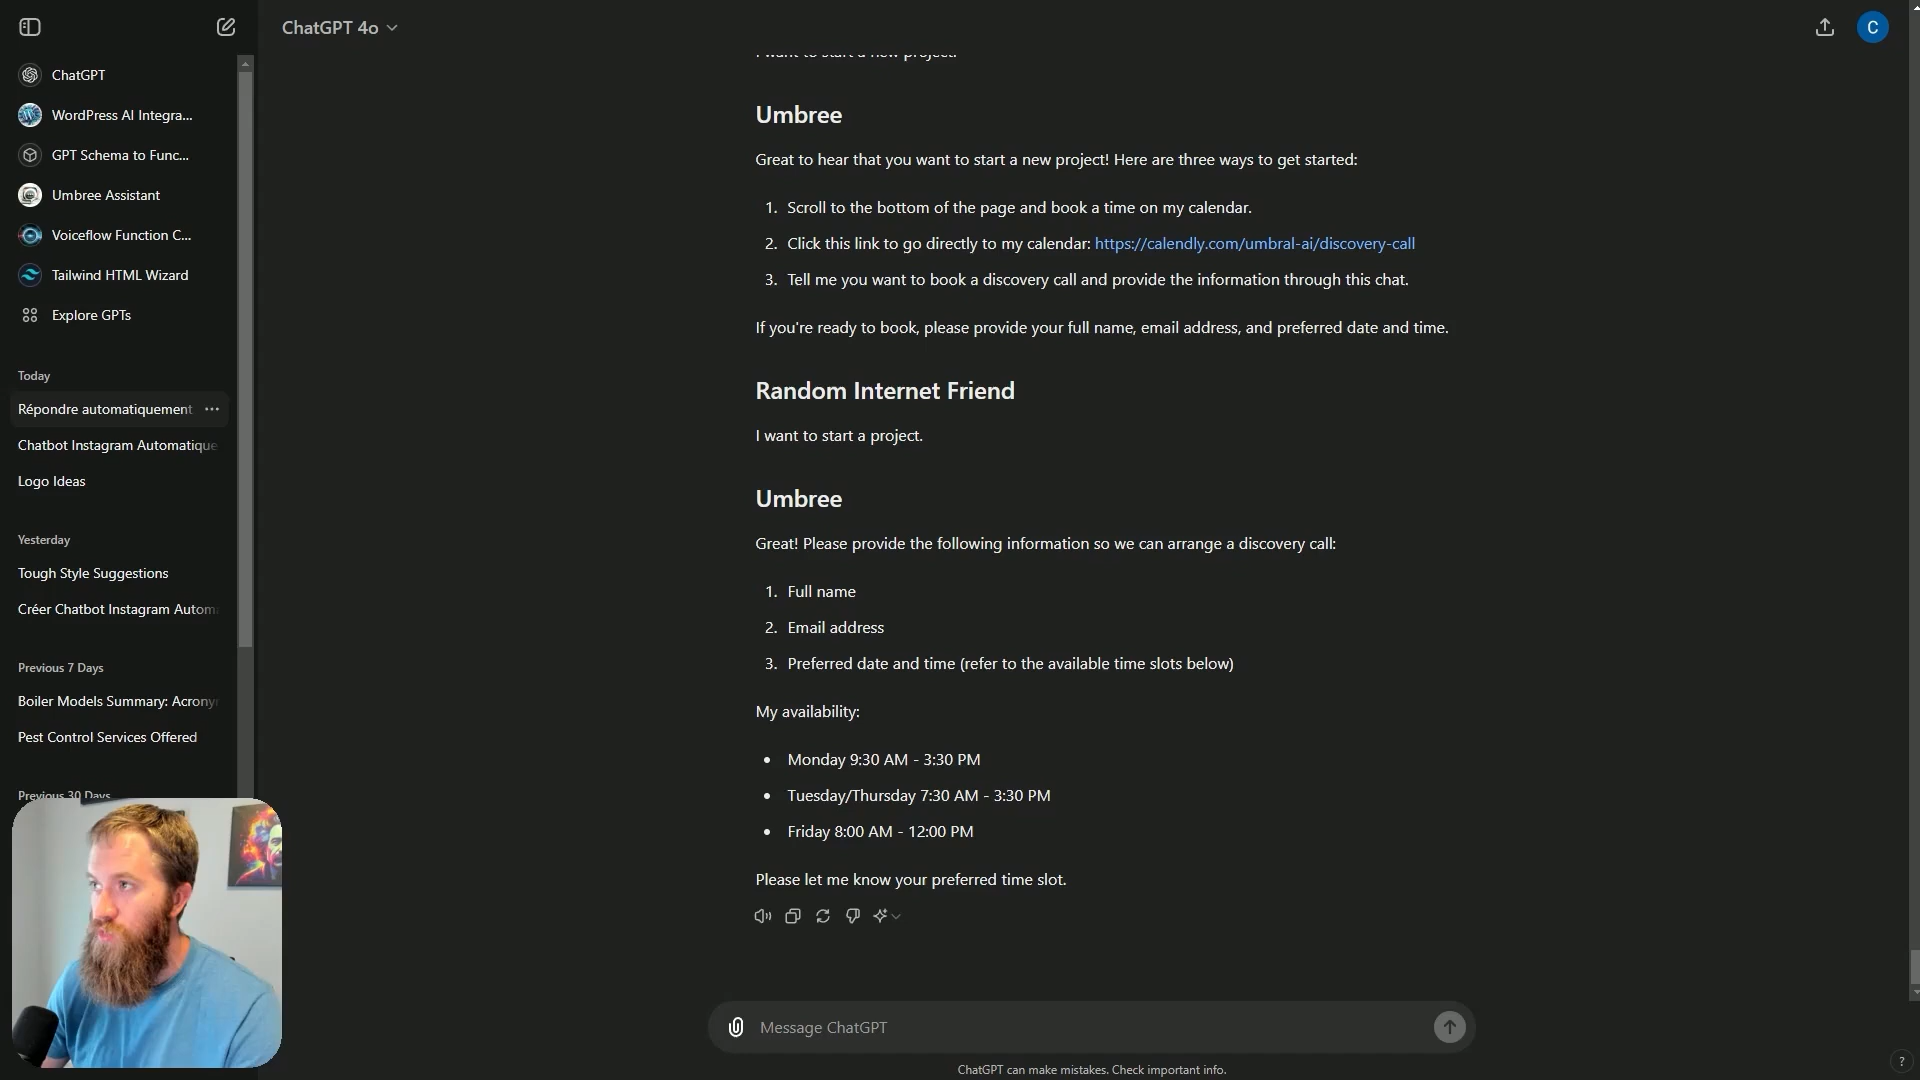 ChatGPT 4o
C
ChatGPT
WordPress AI Integra...
GPT Schema to Func...
Umbree Assistant
Voiceflow Function C...
Tailwind HTML Wizard
Explore GPTs
Today
Répondre automatiquement
Chatbot Instagram Automatique
Logo Ideas
Yesterday
Tough Style Suggestions
Créer Chatbot Instagram Autom
Previous 7 Days
Boiler Models Summary: Acrony
Pest Control Services Offered
Previous 30 Days
I want to start a new project.
Umbree
Great to hear that you want to start a new project! Here are three ways to get started:
1. Scroll to the bottom of the page and book a time on my calendar.
2. Click this link to go directly to my calendar: https://calendly.com/umbral-ai/discovery-call
3. Tell me you want to book a discovery call and provide the information through this chat.
If you're ready to book, please provide your full name, email address, and preferred date and time.
Random Internet Friend
I want to start a project.
Umbree
Great! Please provide the following information so we can arrange a discovery call:
1. Full name
2. Email address
3. Preferred date and time (refer to the available time slots below)
My availability:
• Monday 9:30 AM - 3:30 PM
• Tuesday/Thursday 7:30 AM - 3:30 PM
• Friday 8:00 AM - 12:00 PM
Please let me know your preferred time slot.
Message ChatGPT
ChatGPT can make mistakes. Check important info.
?